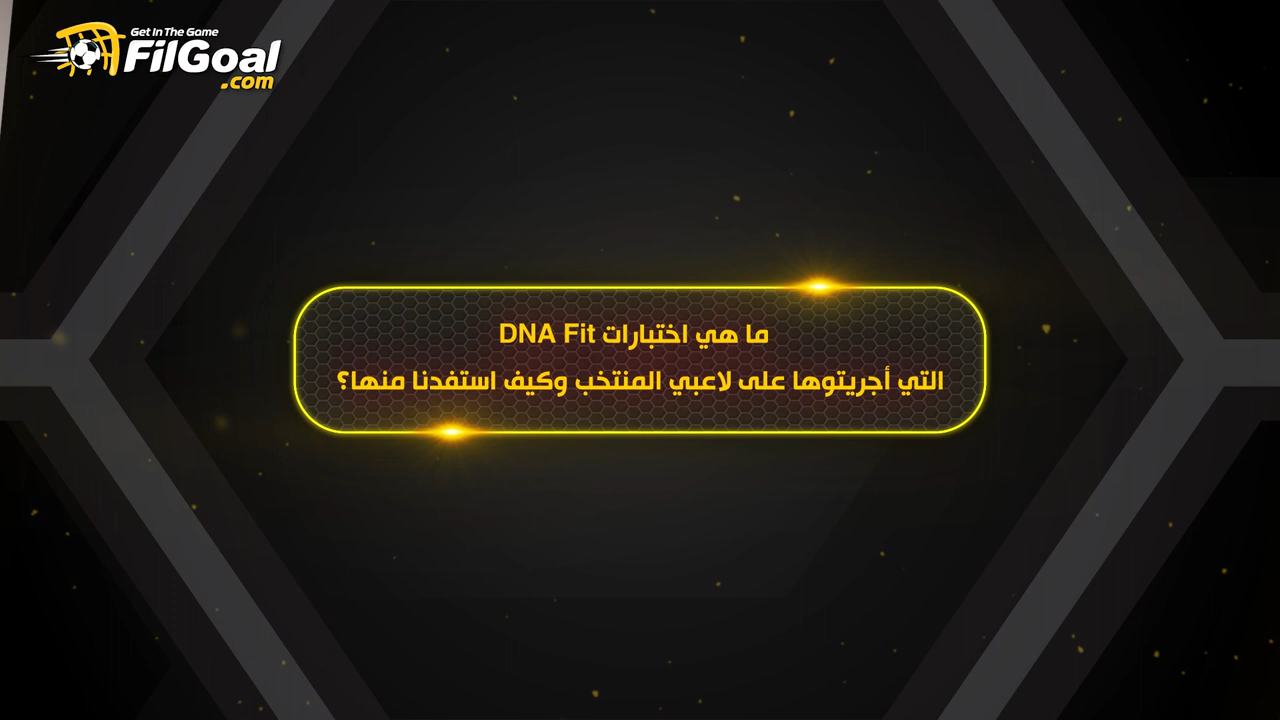 Get In The Game
FilGoal
.com
ما هي اختبارات DNA Fit
التي أجريتوها على لاعبي المنتخب وكيف استفدنا منها؟